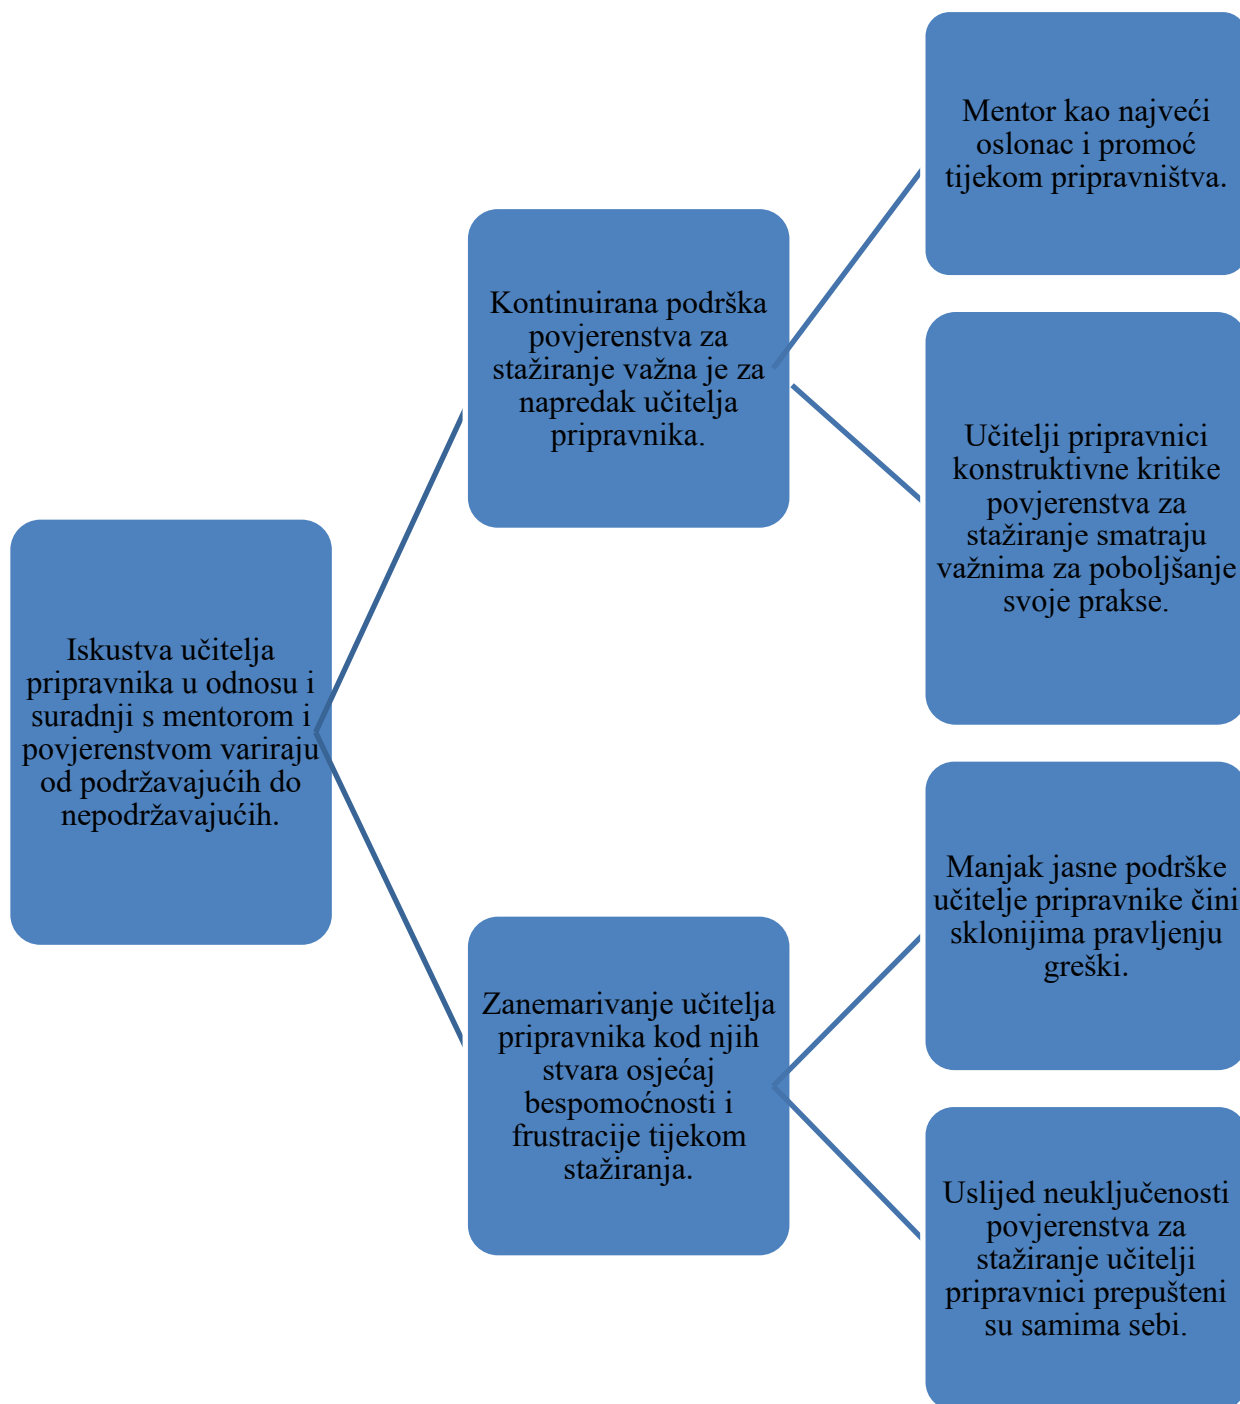 Iskustva učitelja
pripravnika u odnosu i
suradnji s mentorom i
povjerenstvom variraju
od podržavajućih do
nepodržavajućih.
Kontinuirana podrška
povjerenstva za
stažiranje važna je za
napredak učitelja
pripravnika.
Mentor kao najveći
oslonac i promoć
tijekom pripravništva.
Učitelji pripravnici
konstruktivne kritike
povjerenstva za
stažiranje smatraju
važnima za poboljšanje
svoje prakse.
Zanemarivanje učitelja
pripravnika kod njih
stvara osjećaj
bespomoćnosti i
frustracije tijekom
stažiranja.
Manjak jasne podrške
učitelje pripravnike čini
sklonijima pravljenju
greški.
Uslijed neuključenosti
povjerenstva za
stažiranje učitelji
pripravnici prepušteni
su samima sebi.